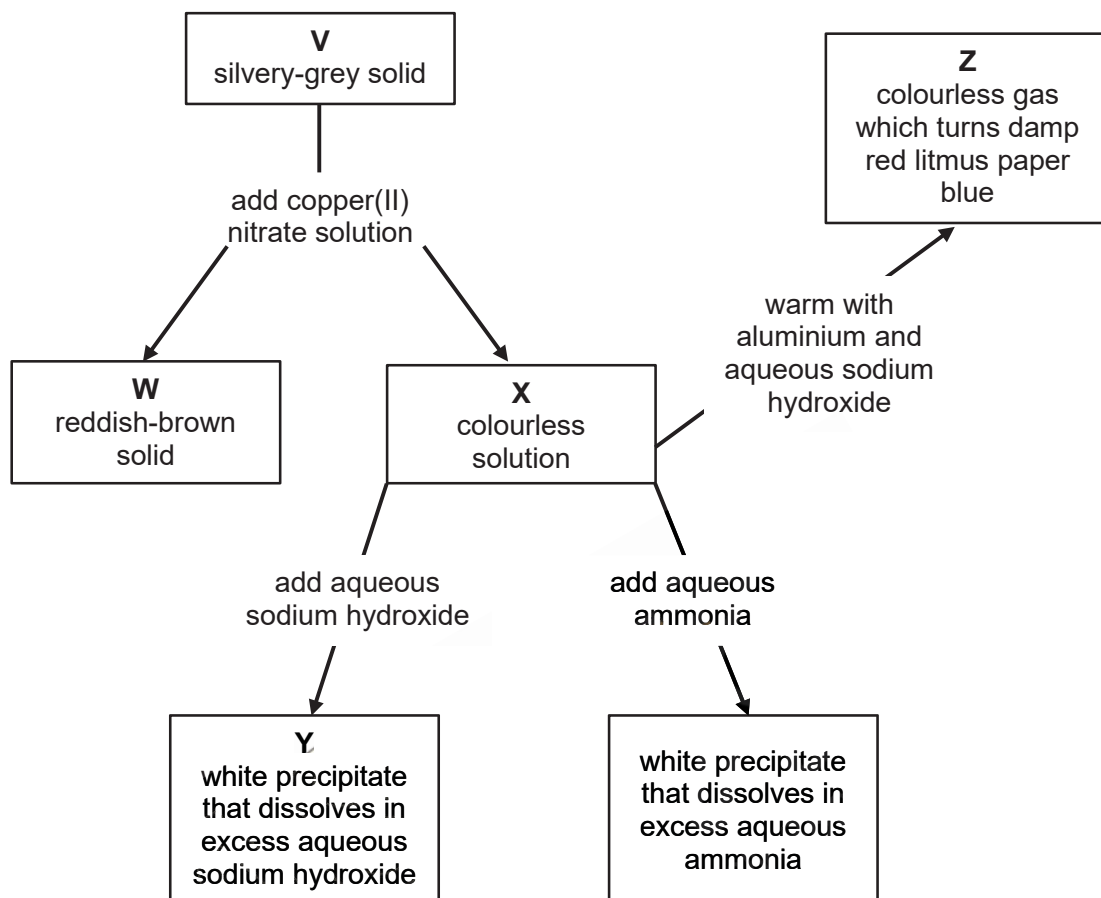 V
silvery-grey solid
Z
colourless gas
which turns damp
red litmus paper
blue
add copper(II)
nitrate solution
warm with
aluminium and
aqueous sodium
hydroxide
W
reddish-brown
solid
X
colourless
solution
add aqueous
sodium hydroxide
add aqueous
ammonia
Y
white precipitate
that dissolves in
excess aqueous
sodium hydroxide
white precipitate
that dissolves in
excess aqueous
ammonia